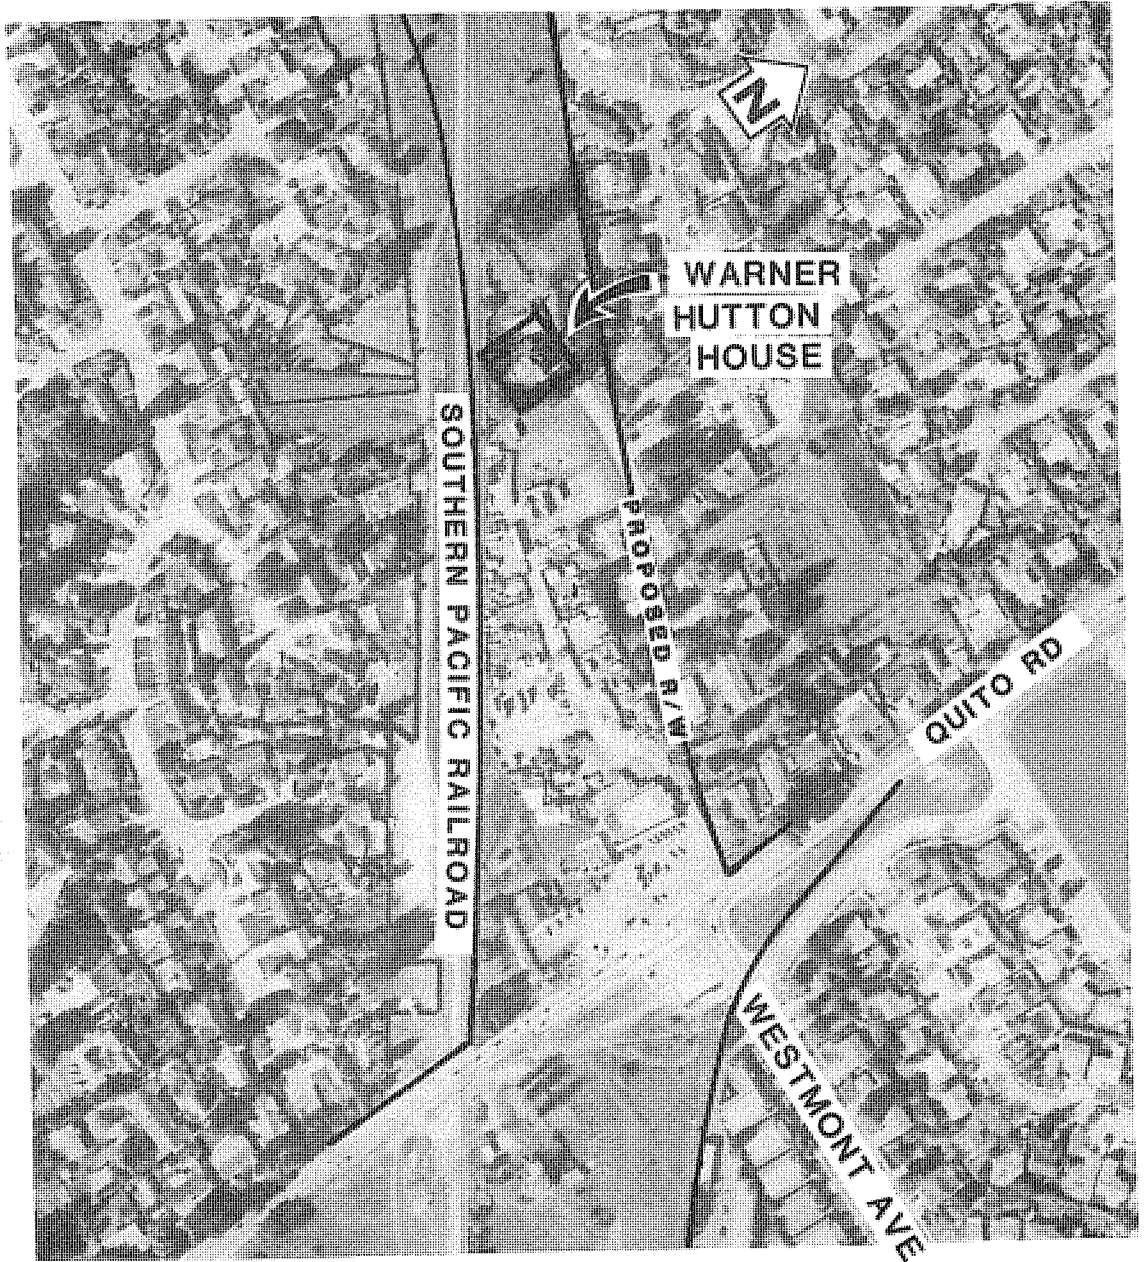 N
WARNER
HUTTON
HOUSE
SOUTHERN PACIFIC RAILROAD
PROPOSED R/W
QUITO RD
WESTMONT AVE